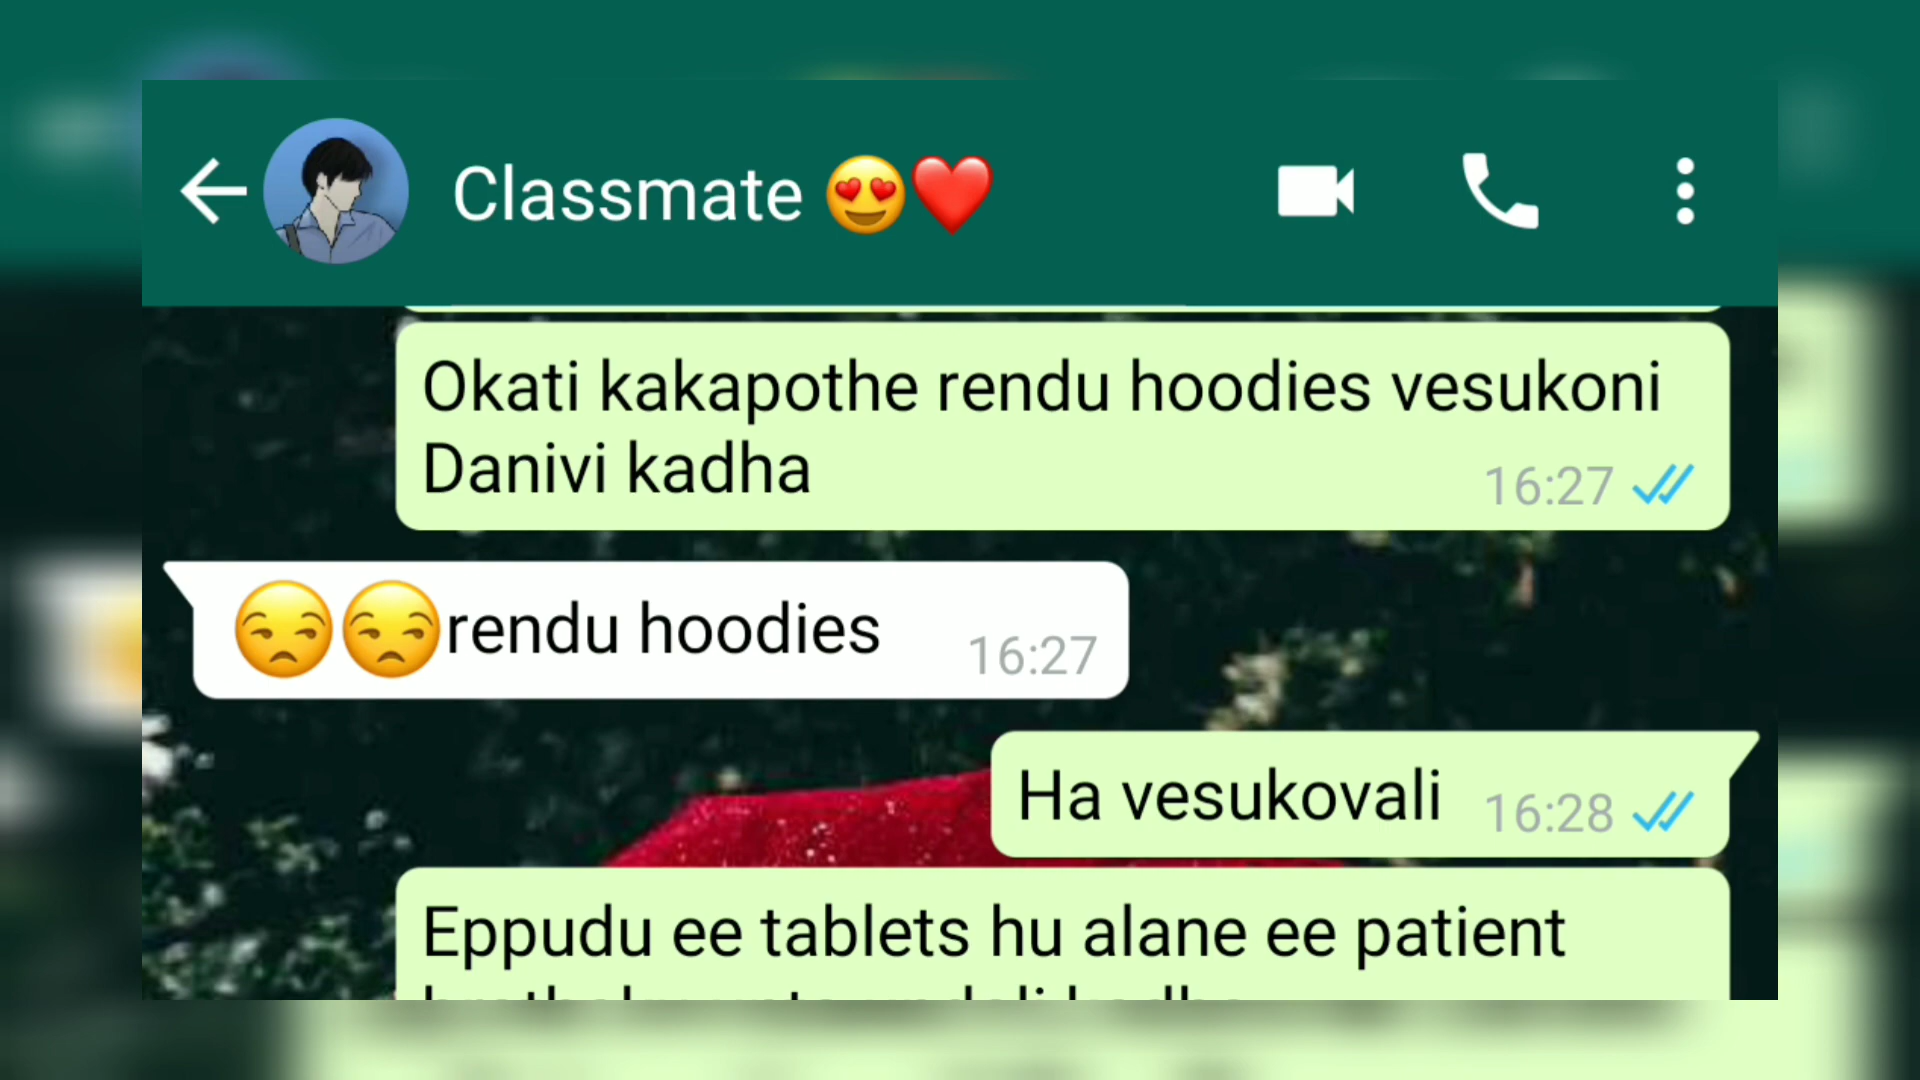 Classmate 😍❤️
Okati kakapothe rendu hoodies vesukoni
Danivi kadha
16:27
😒😒rendu hoodies
16:27
Ha vesukovali
16:28
Eppudu ee tablets hu alane ee patient